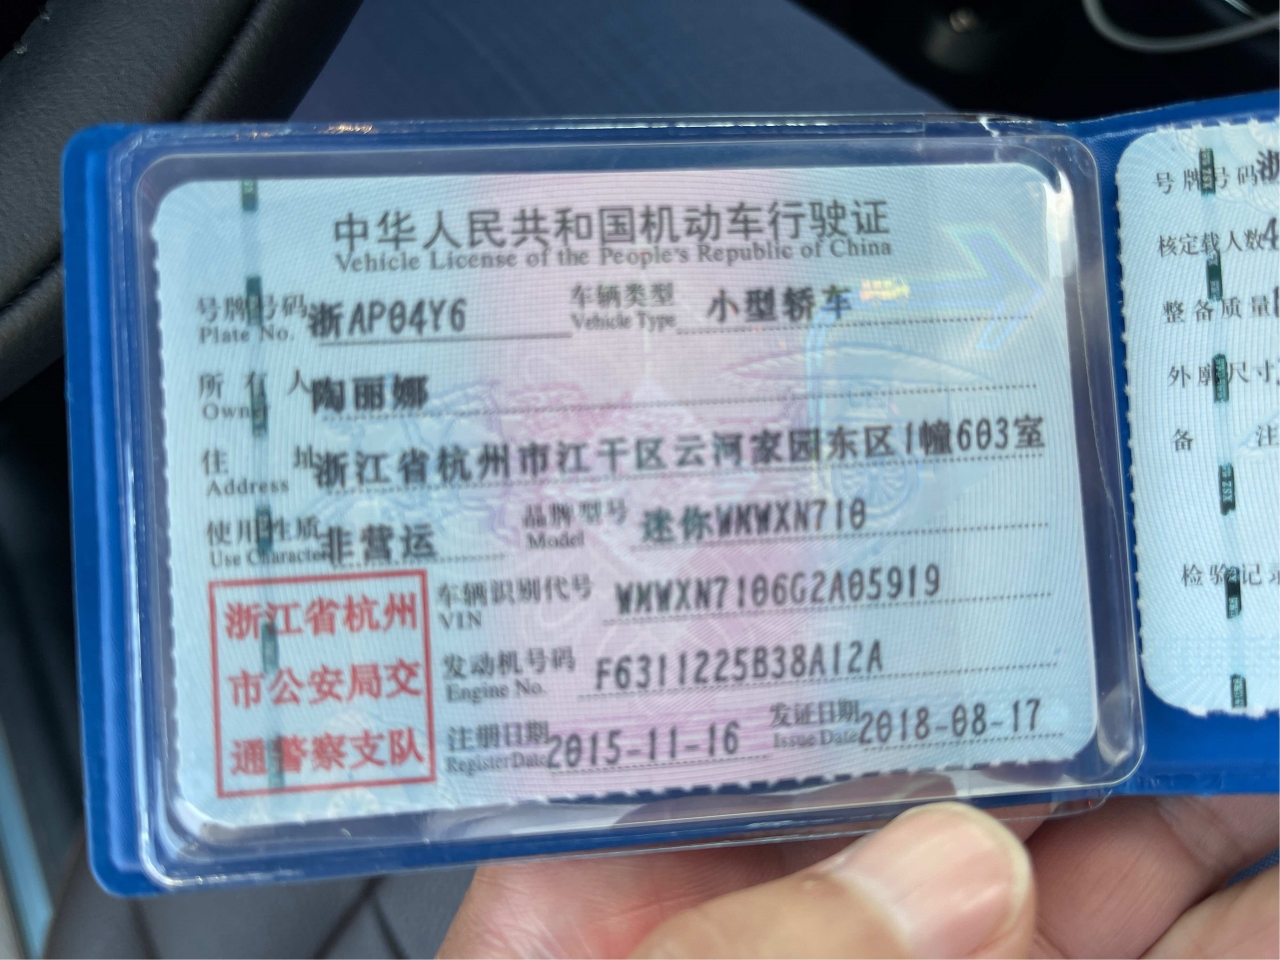 中华人民共和国机动车行驶证
Vehicle License of the People's Republic of China
号牌号码 浙AP04Y6 车辆类型 小型轿车
Plate No. Vehicle Type
所有人 陶丽娜
Owner
住址 浙江省杭州市江干区云河家园东区1幢603室
Address
使用性质 非营运 品牌型号 迷你WMWXN710
Use Character Model
浙江省杭州
市公安局交
通警察支队
车辆识别代号 WMWXN7106G2A05919
VIN
发动机号码 F6311225B38A12A
Engine No.
注册日期 2015-11-16 发证日期 2018-08-17
Register Date Issue Date
号牌号码 浙
核定载人数 4
整备质量
外廓尺寸
备注
检验记录